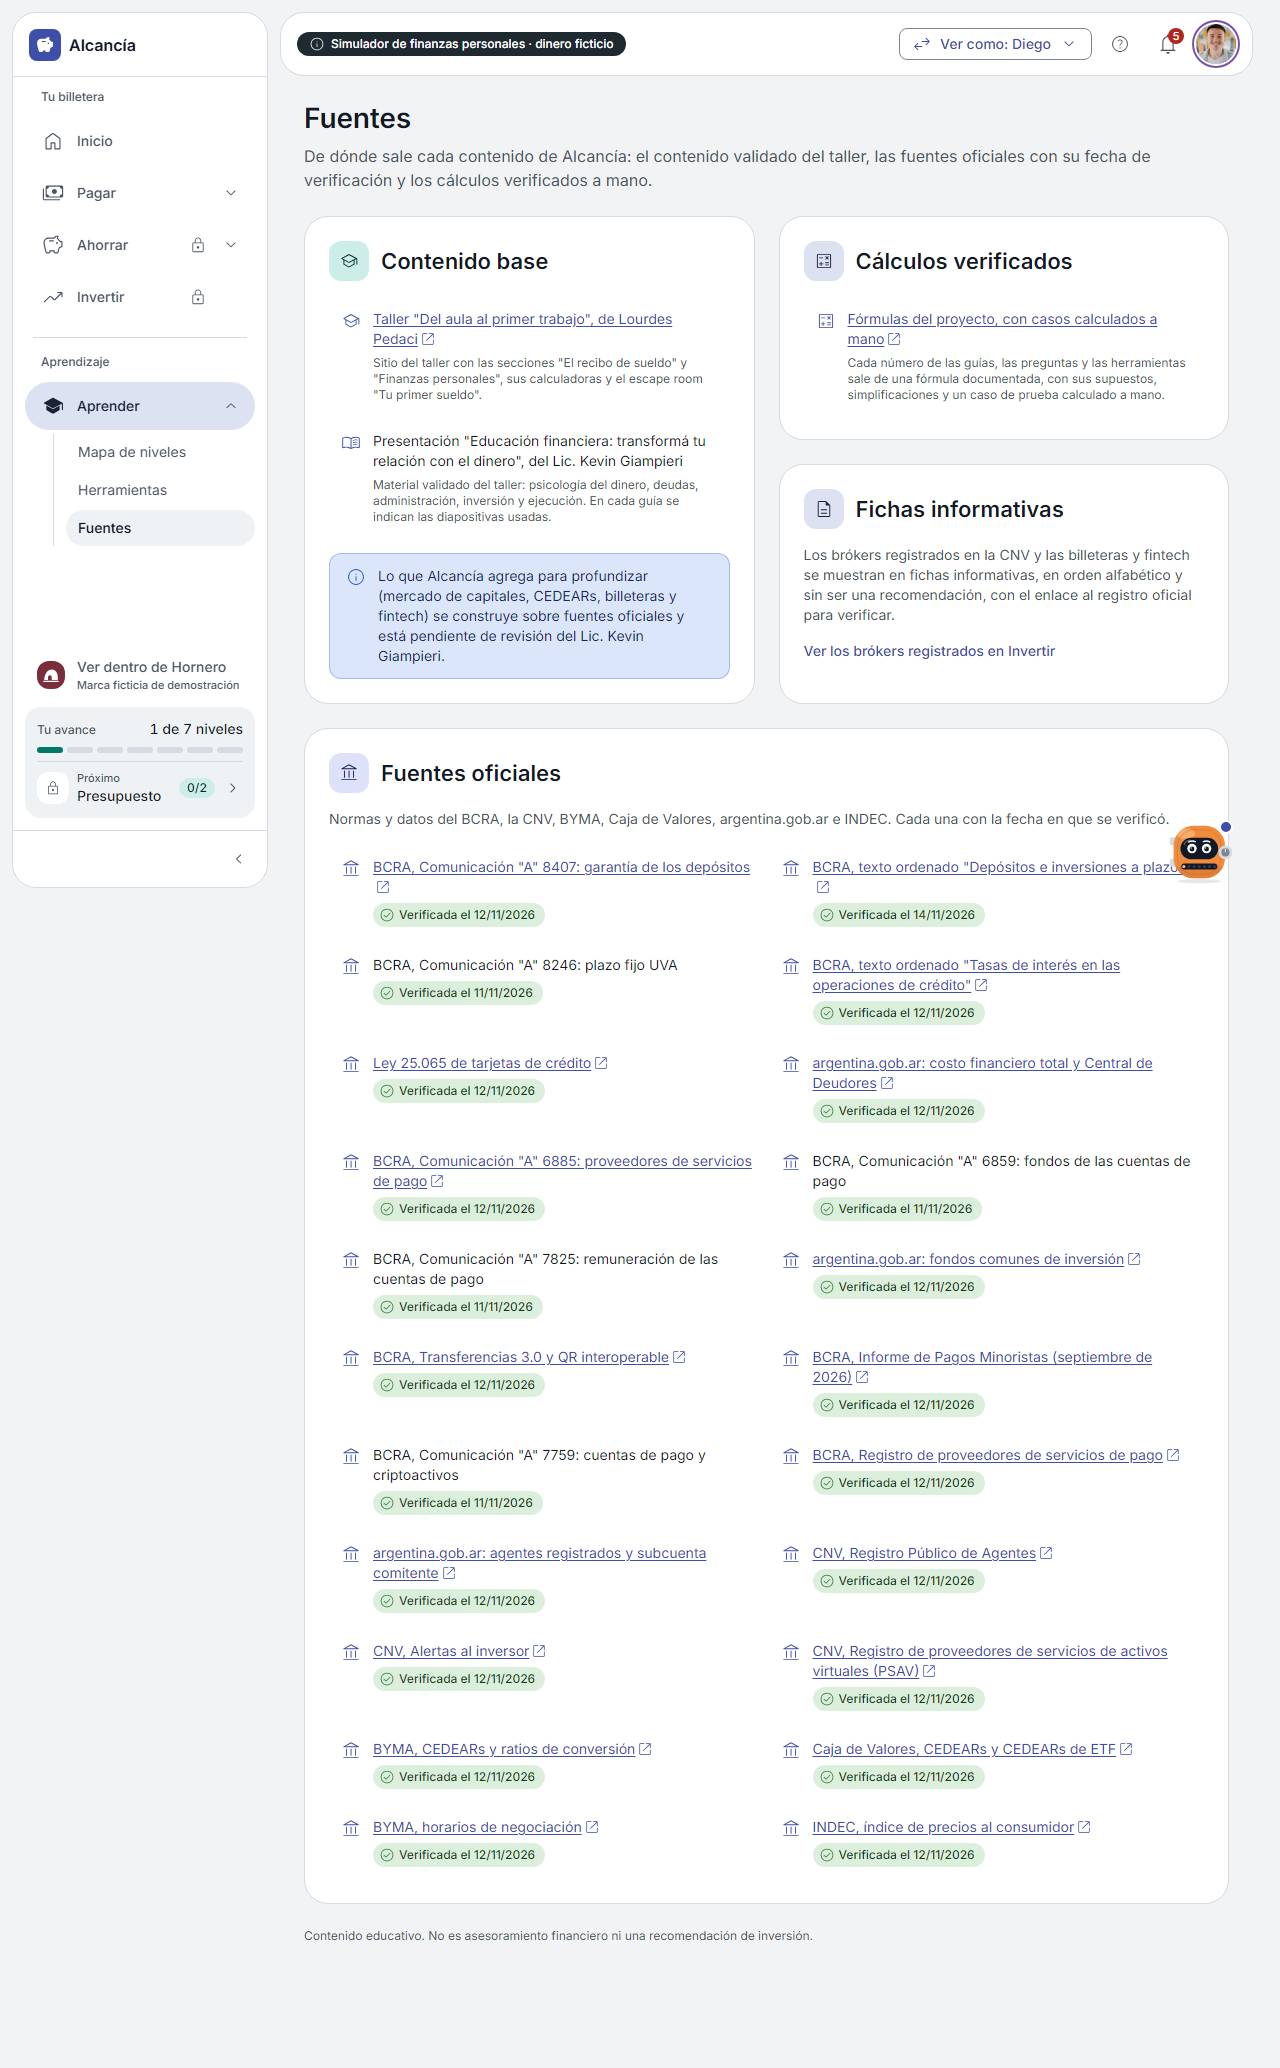 Alcancía
Tu billetera
Inicio
Pagar
Ahorrar
Invertir
Aprendizaje
Aprender
Mapa de niveles
Herramientas
Fuentes
Ver dentro de Hornero
Marca ficticia de demostración
Tu avance
1 de 7 niveles
Próximo
Presupuesto
0/2
Simulador de finanzas personales · dinero ficticio
Ver como: Diego
5
Fuentes
De dónde sale cada contenido de Alcancía: el contenido validado del taller, las fuentes oficiales con su fecha de
verificación y los cálculos verificados a mano.
Contenido base
Taller "Del aula al primer trabajo", de Lourdes
Pedaci
Sitio del taller con las secciones "El recibo de sueldo" y
"Finanzas personales", sus calculadoras y el escape room
"Tu primer sueldo".
Presentación "Educación financiera: transformá tu
relación con el dinero", del Lic. Kevin Giampieri
Material validado del taller: psicología del dinero, deudas,
administración, inversión y ejecución. En cada guía se
indican las diapositivas usadas.
Lo que Alcancía agrega para profundizar
(mercado de capitales, CEDEARs, billeteras y
fintech) se construye sobre fuentes oficiales y
está pendiente de revisión del Lic. Kevin
Giampieri.
Cálculos verificados
Fórmulas del proyecto, con casos calculados a
mano
Cada número de las guías, las preguntas y las herramientas
sale de una fórmula documentada, con sus supuestos,
simplificaciones y un caso de prueba calculado a mano.
Fichas informativas
Los brókers registrados en la CNV y las billeteras y fintech
se muestran en fichas informativas, en orden alfabético y
sin ser una recomendación, con el enlace al registro oficial
para verificar.
Ver los brókers registrados en Invertir
Fuentes oficiales
Normas y datos del BCRA, la CNV, BYMA, Caja de Valores, argentina.gob.ar e INDEC. Cada una con la fecha en que se verificó.
BCRA, Comunicación "A" 8407: garantía de los depósitos
Verificada el 12/11/2026
BCRA, texto ordenado "Depósitos e inversiones a plazo
Verificada el 14/11/2026
BCRA, Comunicación "A" 8246: plazo fijo UVA
Verificada el 11/11/2026
BCRA, texto ordenado "Tasas de interés en las
operaciones de crédito"
Verificada el 12/11/2026
Ley 25.065 de tarjetas de crédito
Verificada el 12/11/2026
argentina.gob.ar: costo financiero total y Central de
Deudores
Verificada el 12/11/2026
BCRA, Comunicación "A" 6885: proveedores de servicios
de pago
Verificada el 12/11/2026
BCRA, Comunicación "A" 6859: fondos de las cuentas de
pago
Verificada el 11/11/2026
BCRA, Comunicación "A" 7825: remuneración de las
cuentas de pago
Verificada el 11/11/2026
argentina.gob.ar: fondos comunes de inversión
Verificada el 12/11/2026
BCRA, Transferencias 3.0 y QR interoperable
Verificada el 12/11/2026
BCRA, Informe de Pagos Minoristas (septiembre de
2026)
Verificada el 12/11/2026
BCRA, Comunicación "A" 7759: cuentas de pago y
criptoactivos
Verificada el 11/11/2026
BCRA, Registro de proveedores de servicios de pago
Verificada el 12/11/2026
argentina.gob.ar: agentes registrados y subcuenta
comitente
Verificada el 12/11/2026
CNV, Registro Público de Agentes
Verificada el 12/11/2026
CNV, Alertas al inversor
Verificada el 12/11/2026
CNV, Registro de proveedores de servicios de activos
virtuales (PSAV)
Verificada el 12/11/2026
BYMA, CEDEARs y ratios de conversión
Verificada el 12/11/2026
Caja de Valores, CEDEARs y CEDEARs de ETF
Verificada el 12/11/2026
BYMA, horarios de negociación
Verificada el 12/11/2026
INDEC, índice de precios al consumidor
Verificada el 12/11/2026
Contenido educativo. No es asesoramiento financiero ni una recomendación de inversión.